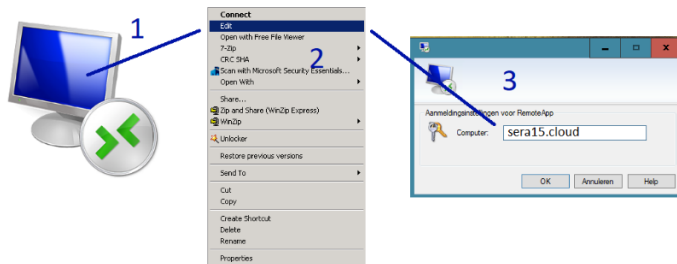 1
Connect
Edit
Open with Free File Viewer
7-Zip
CRC SHA
2
Scan with Microsoft Security Essentials...
Open With
Share...
Zip and Share (WinZip Express)
WinZip
Unlocker
Restore previous versions
Send To
Cut
Copy
Create Shortcut
Delete
Rename
Properties
3
Aanmeldingsinstellingen voor RemoteApp
Computer:
sera15.cloud
OK
Annuleren
Help